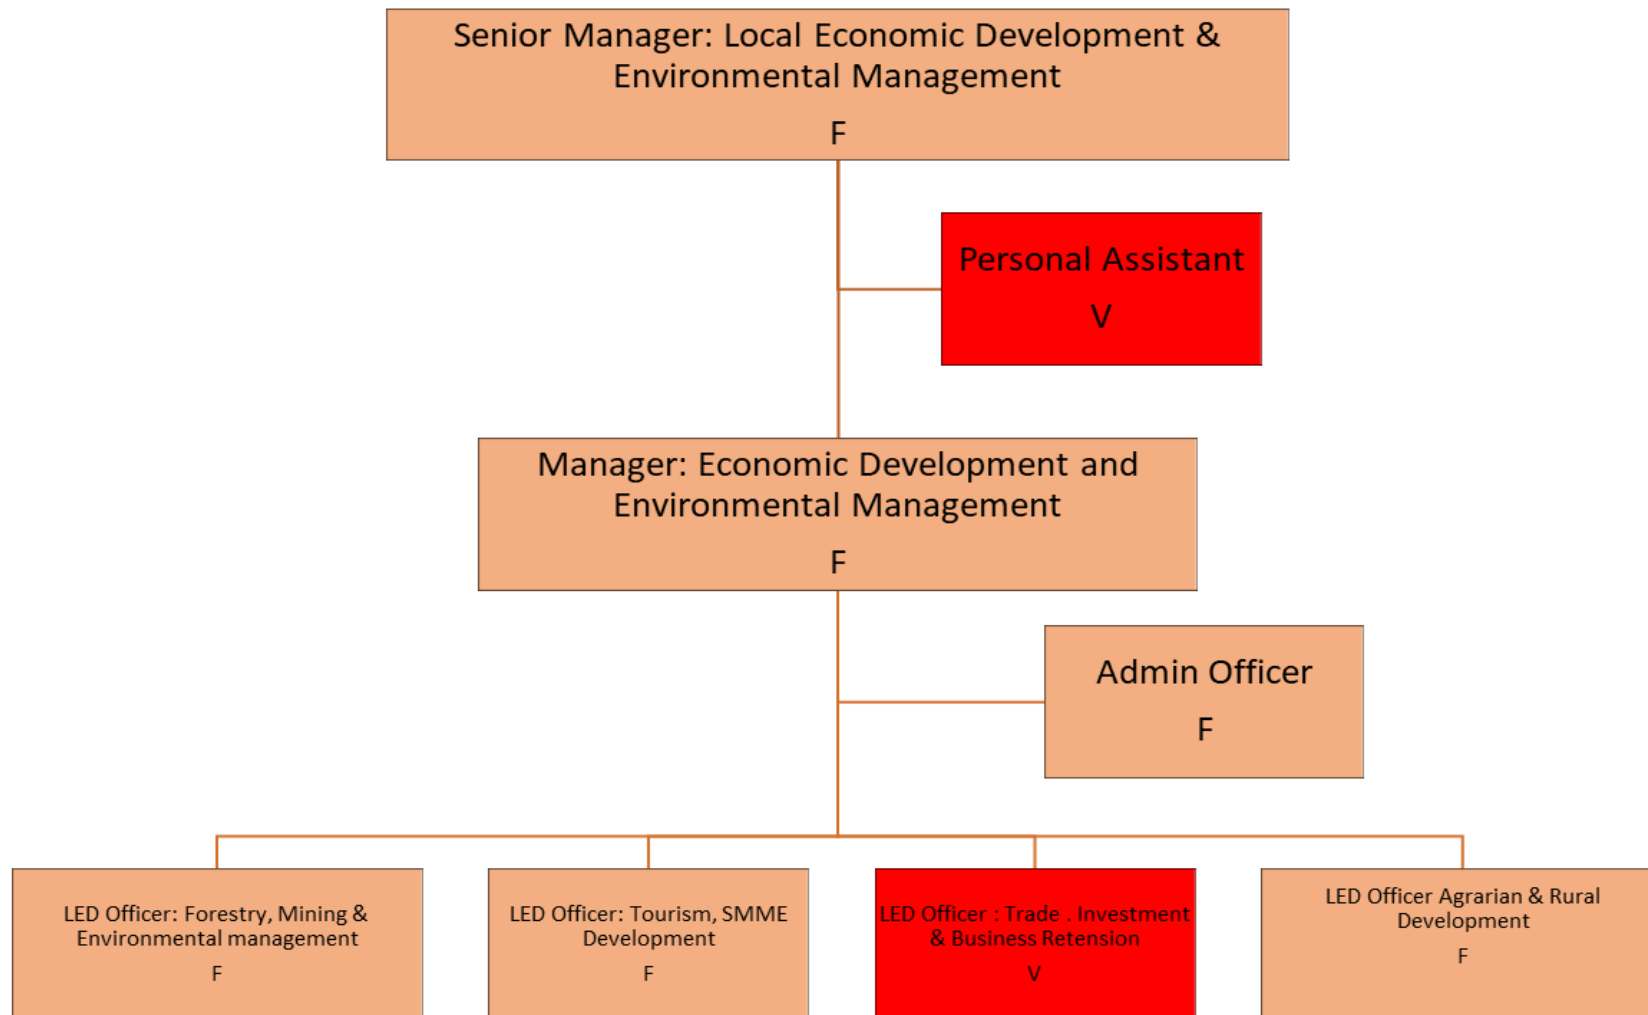 Senior Manager: Local Economic Development &
Environmental Management
F
Personal Assistant
V
Manager: Economic Development and
Environmental Management
F
Admin Officer
F
LED Officer: Forestry, Mining &
Environmental management
F
LED Officer: Tourism, SMME
Development
F
LED Officer : Trade . Investment
& Business Retension
V
LED Officer Agrarian & Rural
Development
F